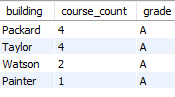 building course_count grade
Packard 4 A
Taylor 4 A
Watson 2 A
Painter 1 A